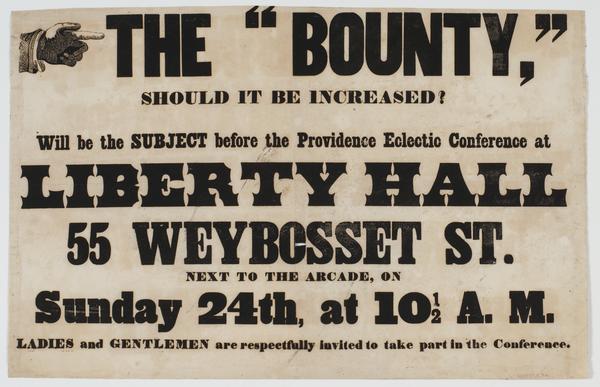 THE “BOUNTY,”
SHOULD IT BE INCREASED?
Will be the SUBJECT before the Providence Eclectic Conference at
LIBERTY HALL
55 WEYBOSSET ST.
NEXT TO THE ARCADE, ON
Sunday 24th, at 10½ A. M.
LADIES and GENTLEMEN are respectfully invited to take part in the Conference.